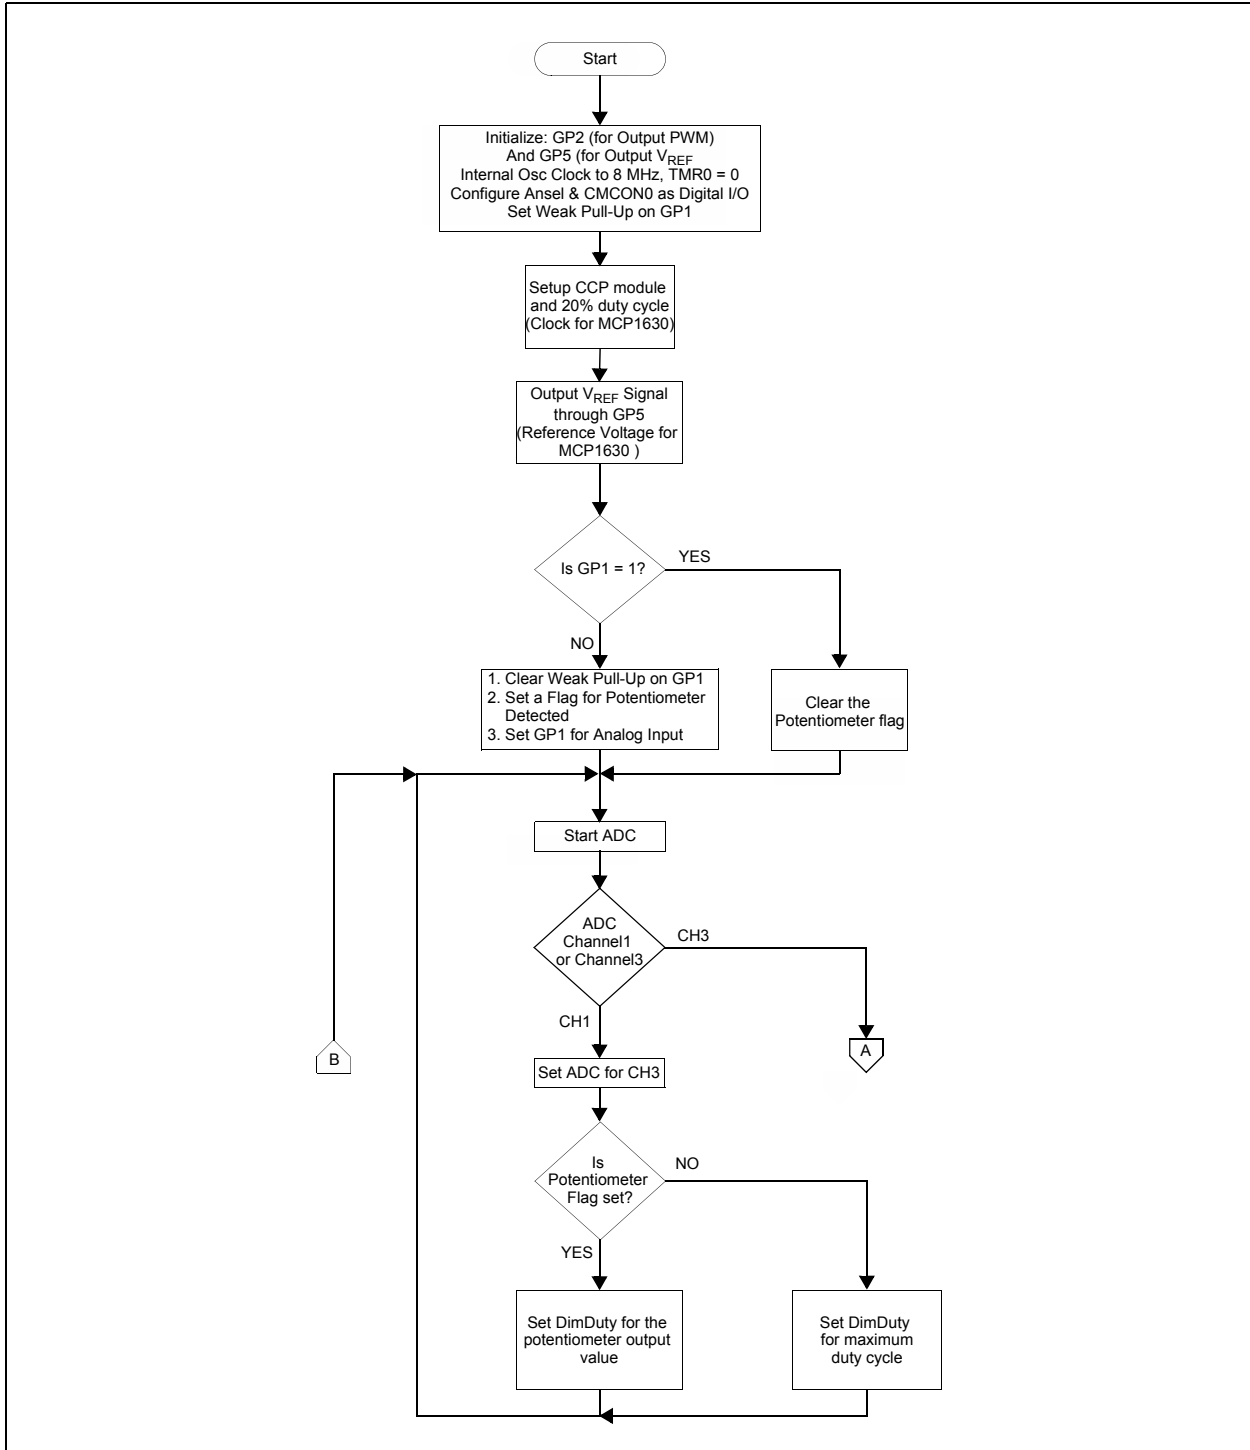 Start
Initialize: GP2 (for Output PWM)
And GP5 (for Output VREF
Internal Osc Clock to 8 MHz, TMR0 = 0
Configure Ansel & CMCON0 as Digital I/O
Set Weak Pull-Up on GP1
Setup CCP module
and 20% duty cycle
(Clock for MCP1630)
Output VREF Signal
through GP5
(Reference Voltage for
MCP1630 )
Is GP1 = 1?
YES
NO
1. Clear Weak Pull-Up on GP1
2. Set a Flag for Potentiometer
Detected
3. Set GP1 for Analog Input
Clear the
Potentiometer flag
Start ADC
ADC
Channel1
or Channel3
CH3
CH1
B
A
Set ADC for CH3
Is
Potentiometer
Flag set?
NO
YES
Set DimDuty for the
potentiometer output
value
Set DimDuty
for maximum
duty cycle